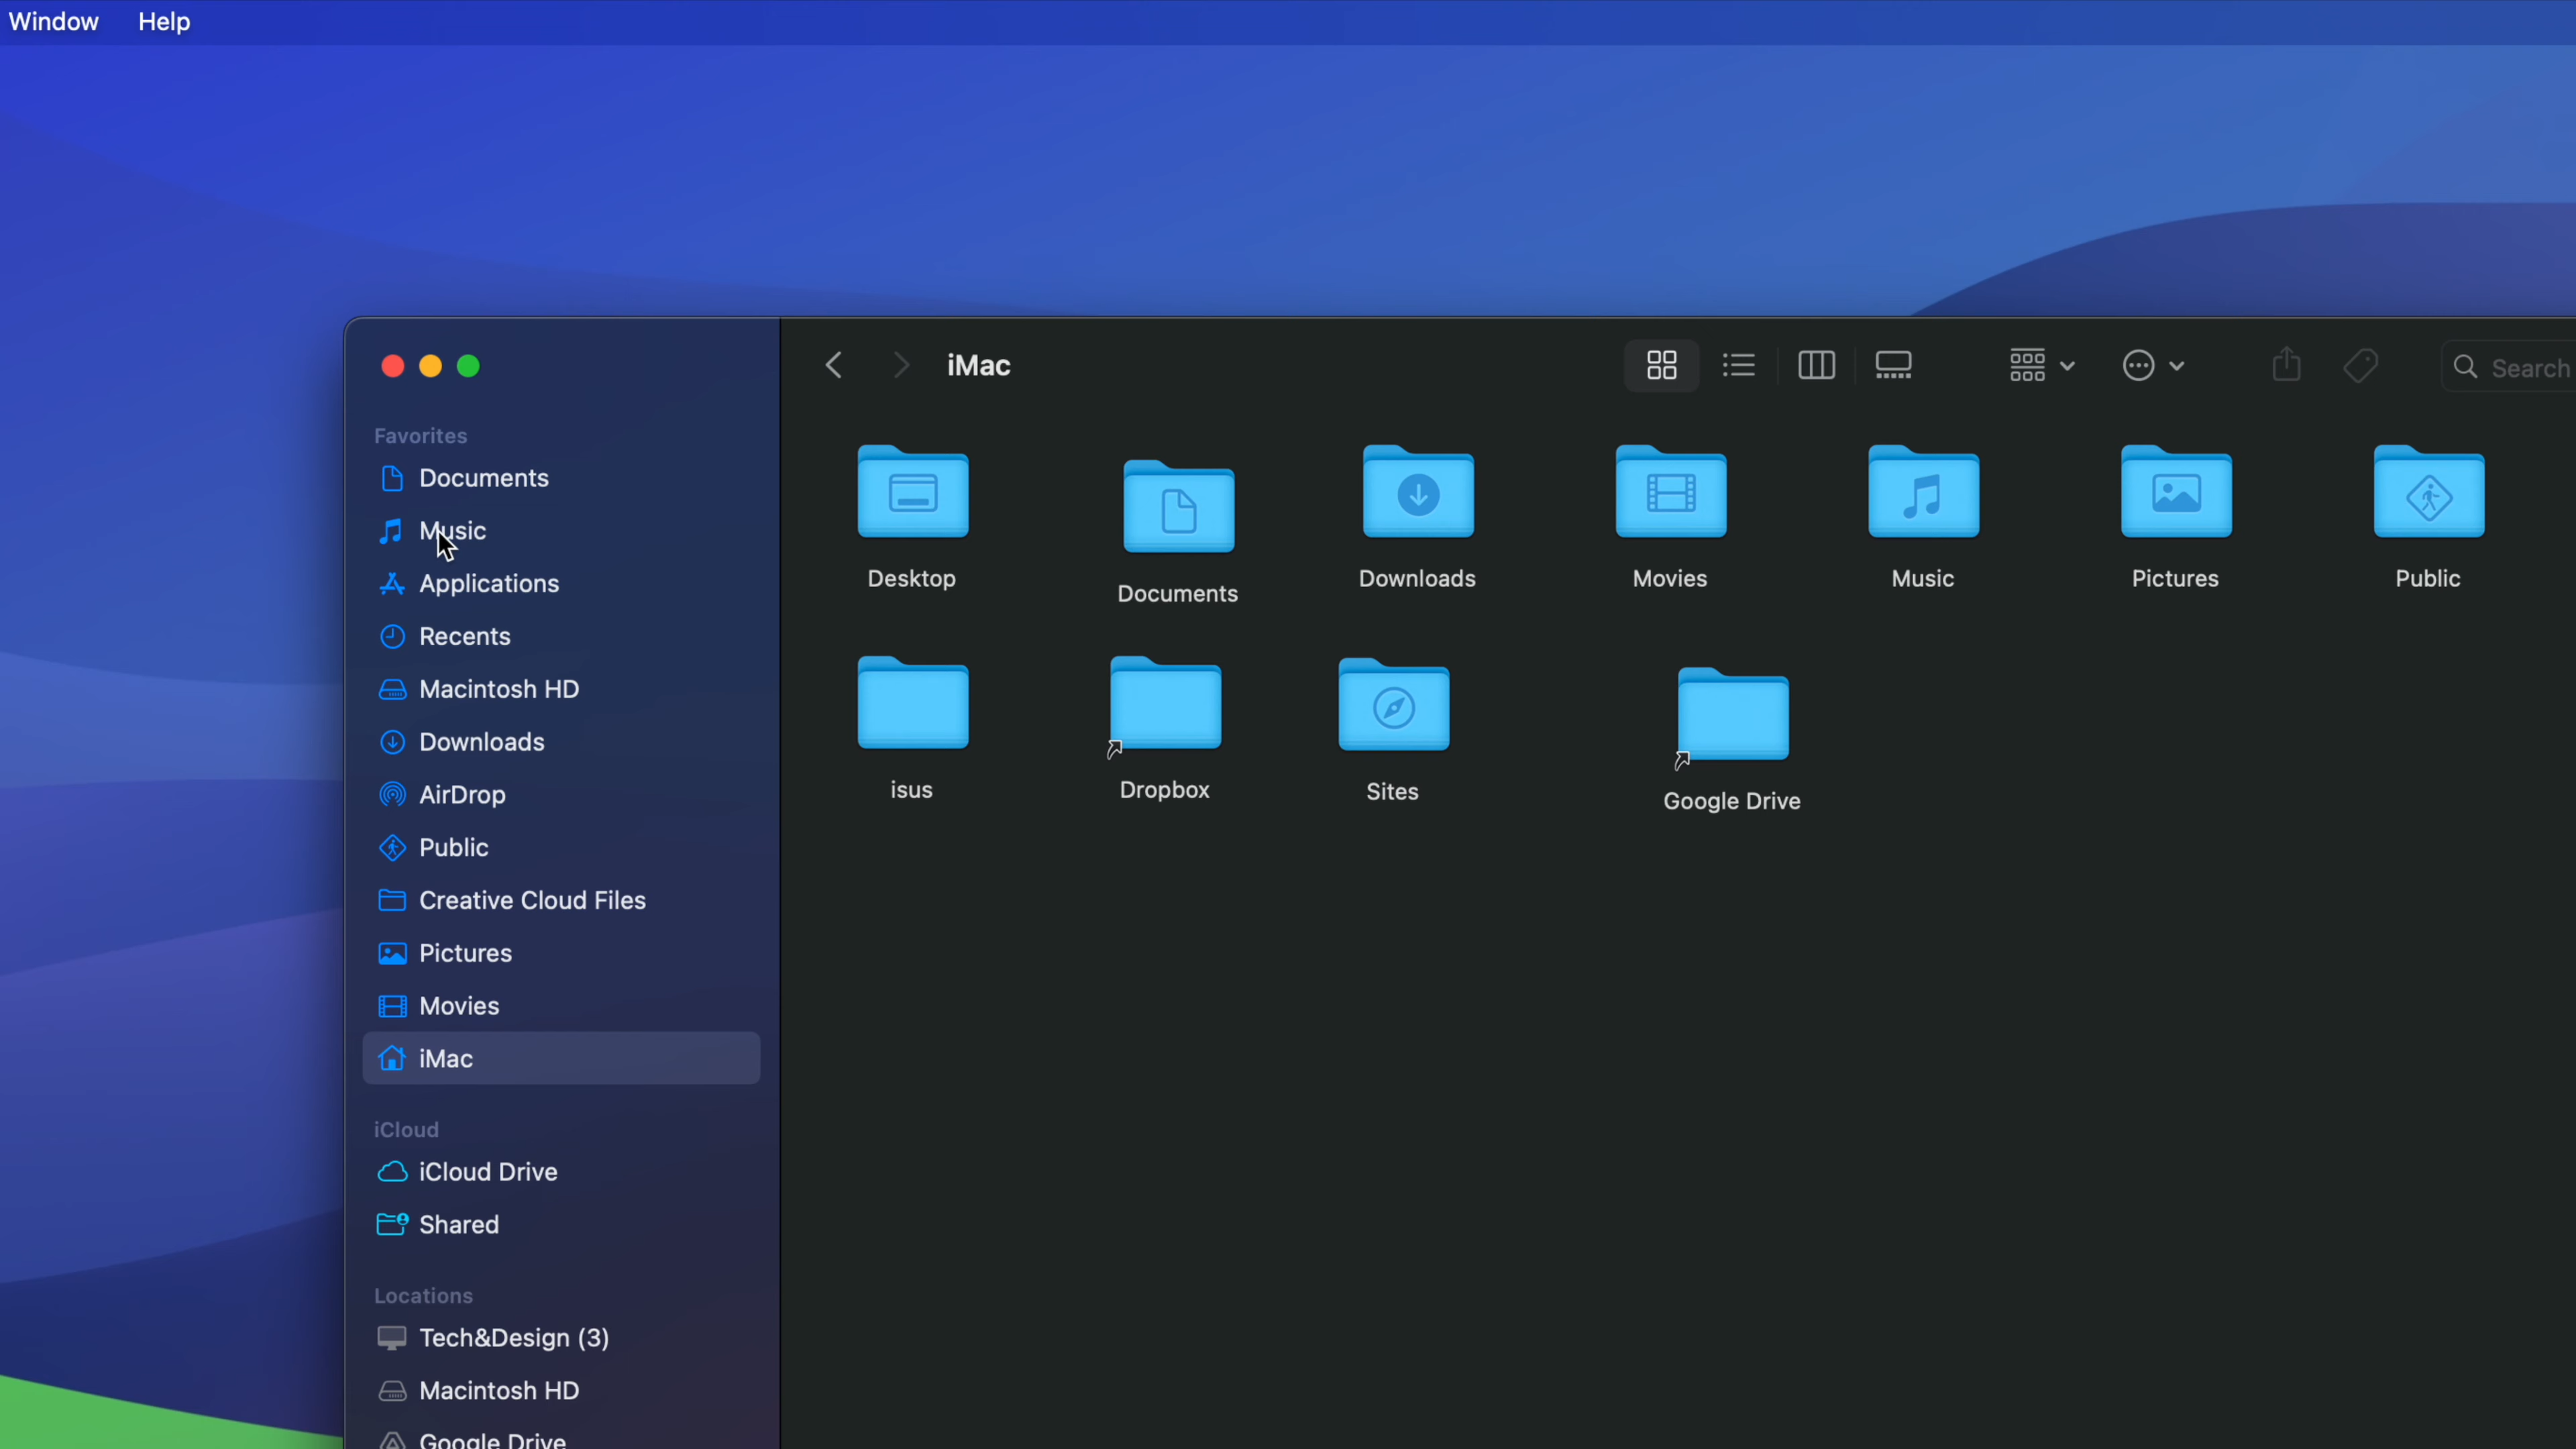 Window Help
iMac
Search
Favorites
Documents
Music
Applications
Recents
Macintosh HD
Downloads
AirDrop
Public
Creative Cloud Files
Pictures
Movies
iMac
iCloud
iCloud Drive
Shared
Locations
Tech&Design (3)
Macintosh HD
Google Drive
Desktop Documents Downloads Movies Music Pictures Public
isus Dropbox Sites Google Drive